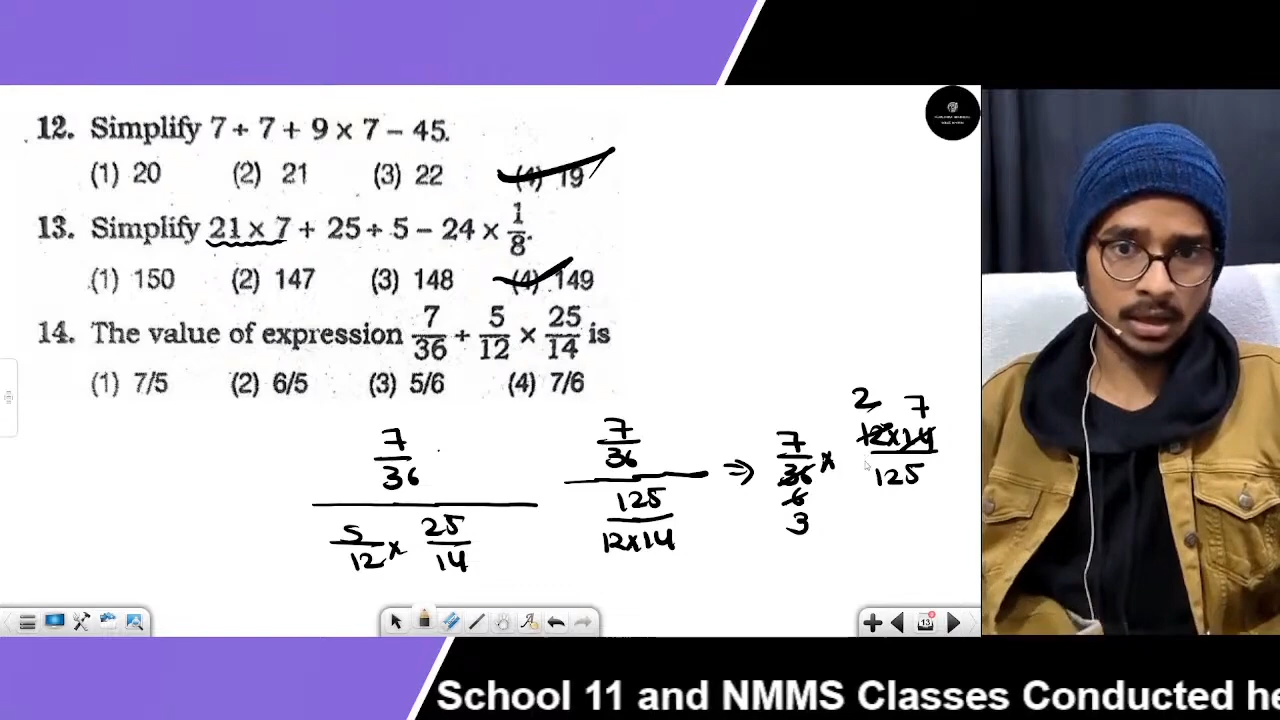 12. Simplify 7 ÷ 7 + 9 × 7 – 45.
(1) 20 (2) 21 (3) 22 (4) 19
13. Simplify 21 × 7 + 25 ÷ 5 – 24 × 1/8.
(1) 150 (2) 147 (3) 148 (4) 149
14. The value of expression 7/36 ÷ 5/12 × 25/14 is
(1) 7/5 (2) 6/5 (3) 5/6 (4) 7/6
7/36
5/12 × 25/14
7/36
125
12×14
⇒ 7/36 × 12×14/125
2 7
6
3
13
School 11 and NMMS Classes Conducted he